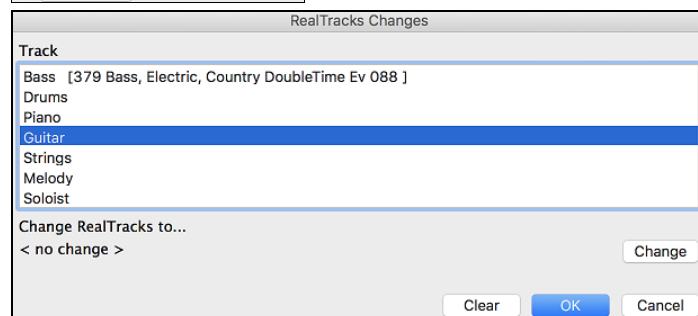 RealTracks Changes
Track
Bass [379 Bass, Electric, Country DoubleTime Ev 088 ]
Drums
Piano
Guitar
Strings
Melody
Soloist
Change RealTracks to...
< no change >
Change
Clear OK Cancel